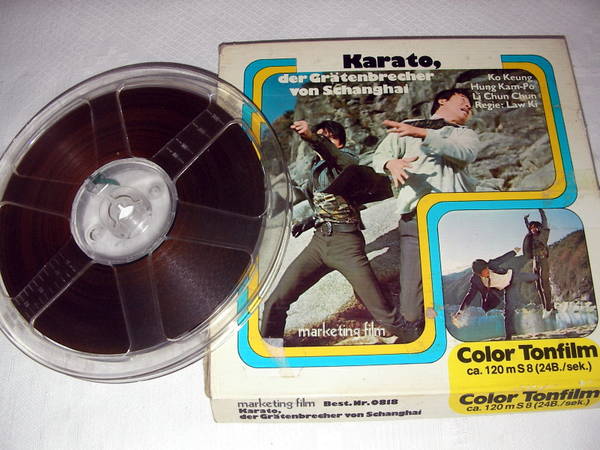 Karato,
der Grätenbrecher
von Schanghai
Ko Keung,
Hung Kam-Po
Li Chun Chun
Regie: Law Ki
marketing film
Color Tonfilm
ca. 120 m S 8 (24B./sek.)
marketing film Best.Nr. 0818
Karato,
der Grätenbrecher von Schanghai
Color Tonfilm
ca. 120 m S 8 (24B./sek.)